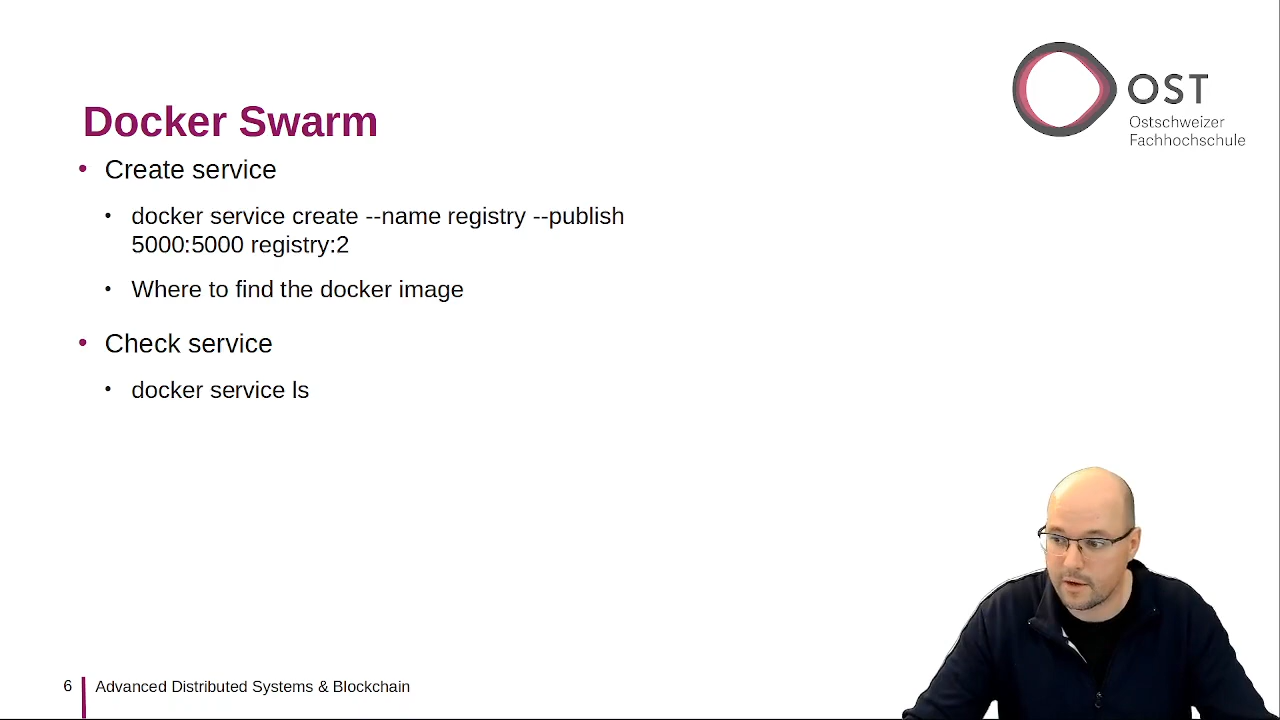 OST
Ostschweizer
Fachhochschule
Docker Swarm
• Create service
• docker service create --name registry --publish
5000:5000 registry:2
• Where to find the docker image
• Check service
• docker service ls
6 Advanced Distributed Systems & Blockchain